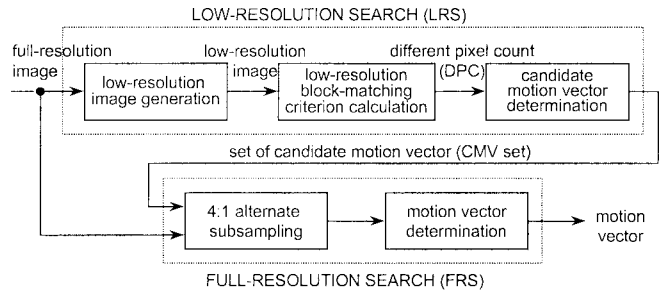 LOW-RESOLUTION SEARCH (LRS)
full-resolution
image
low-resolution
image
different pixel count
(DPC)
low-resolution
image generation
low-resolution
block-matching
criterion calculation
candidate
motion vector
determination
set of candidate motion vector (CMV set)
4:1 alternate
subsampling
motion vector
determination
motion
vector
FULL-RESOLUTION SEARCH (FRS)